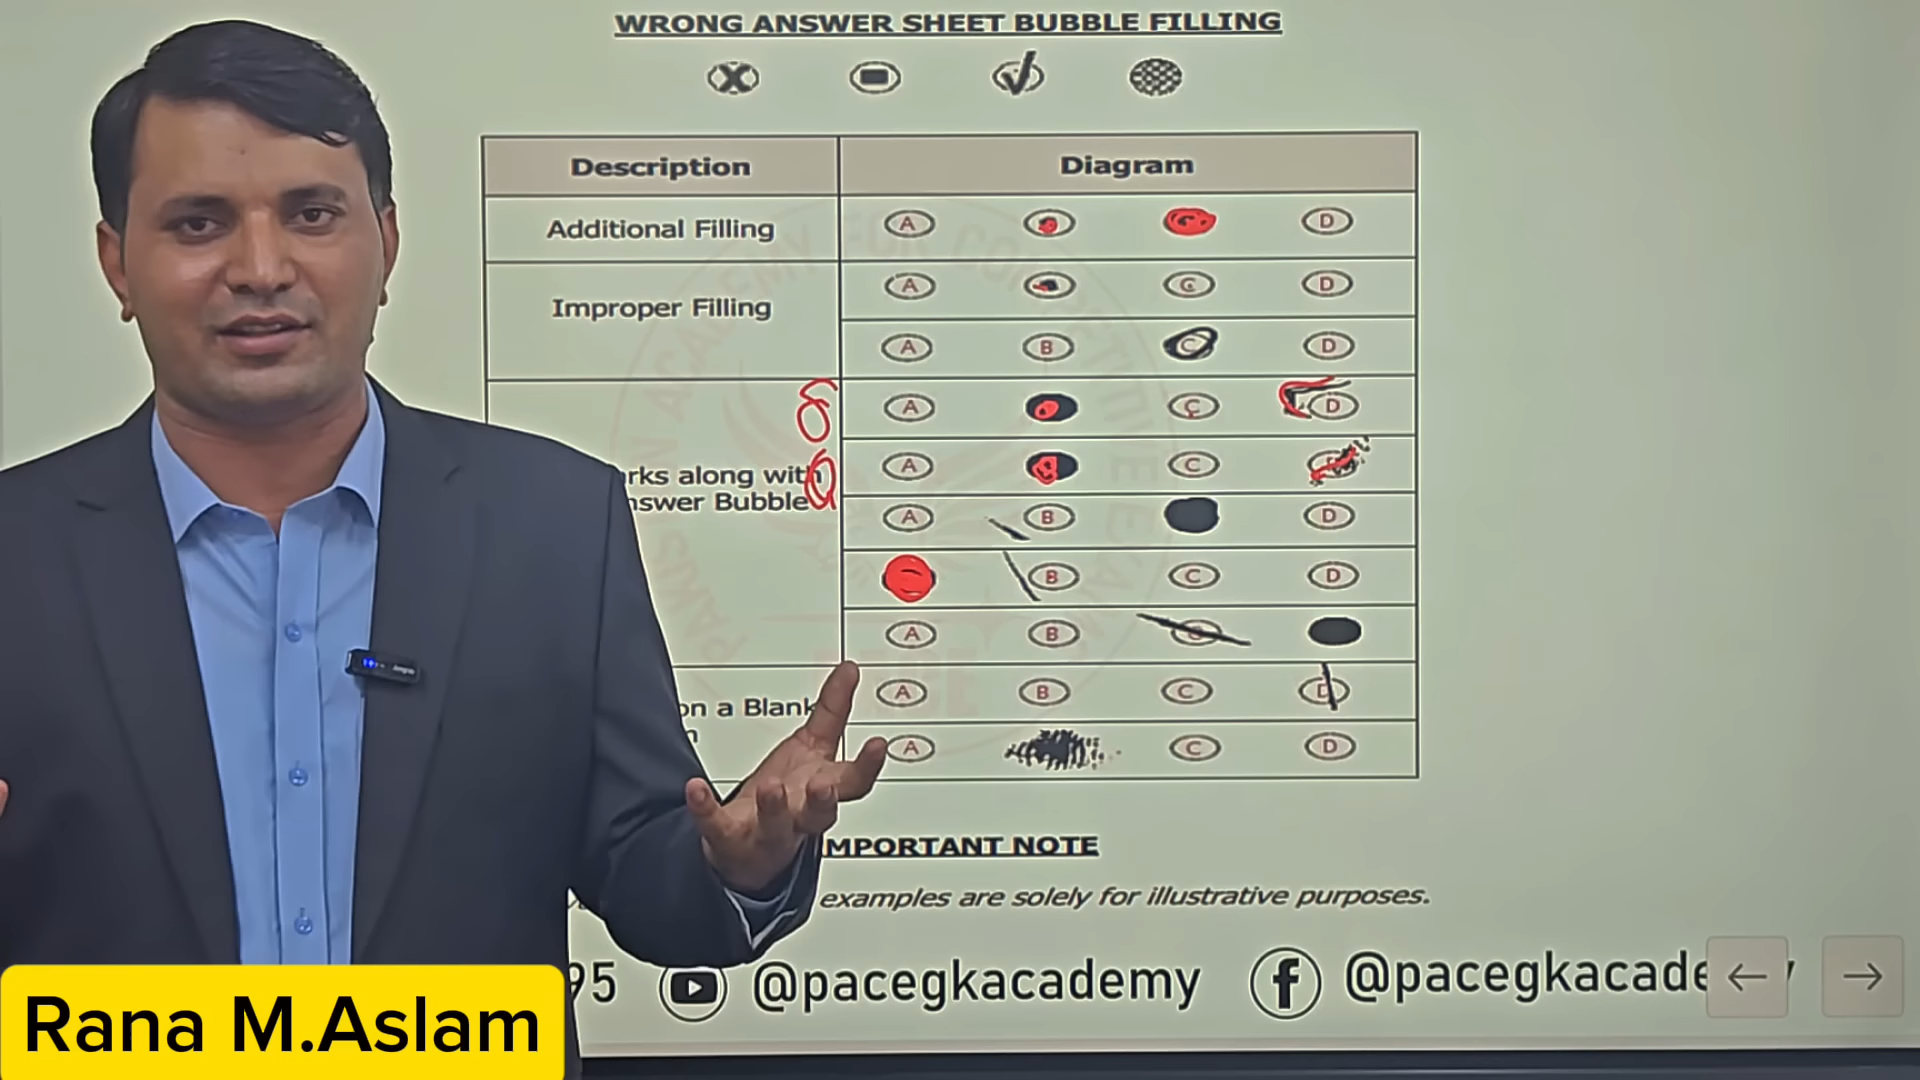 WRONG ANSWER SHEET BUBBLE FILLING
Description Diagram
Additional Filling A D
Improper Filling A C D
A B C D
A C D
rks along with A C
nswer Bubble A B D
B C D
A B
on a Blank A B C D
n A C D
MPORTANT NOTE
examples are solely for illustrative purposes.
95 @pacegkacademy @pacegkacade
Rana M.Aslam